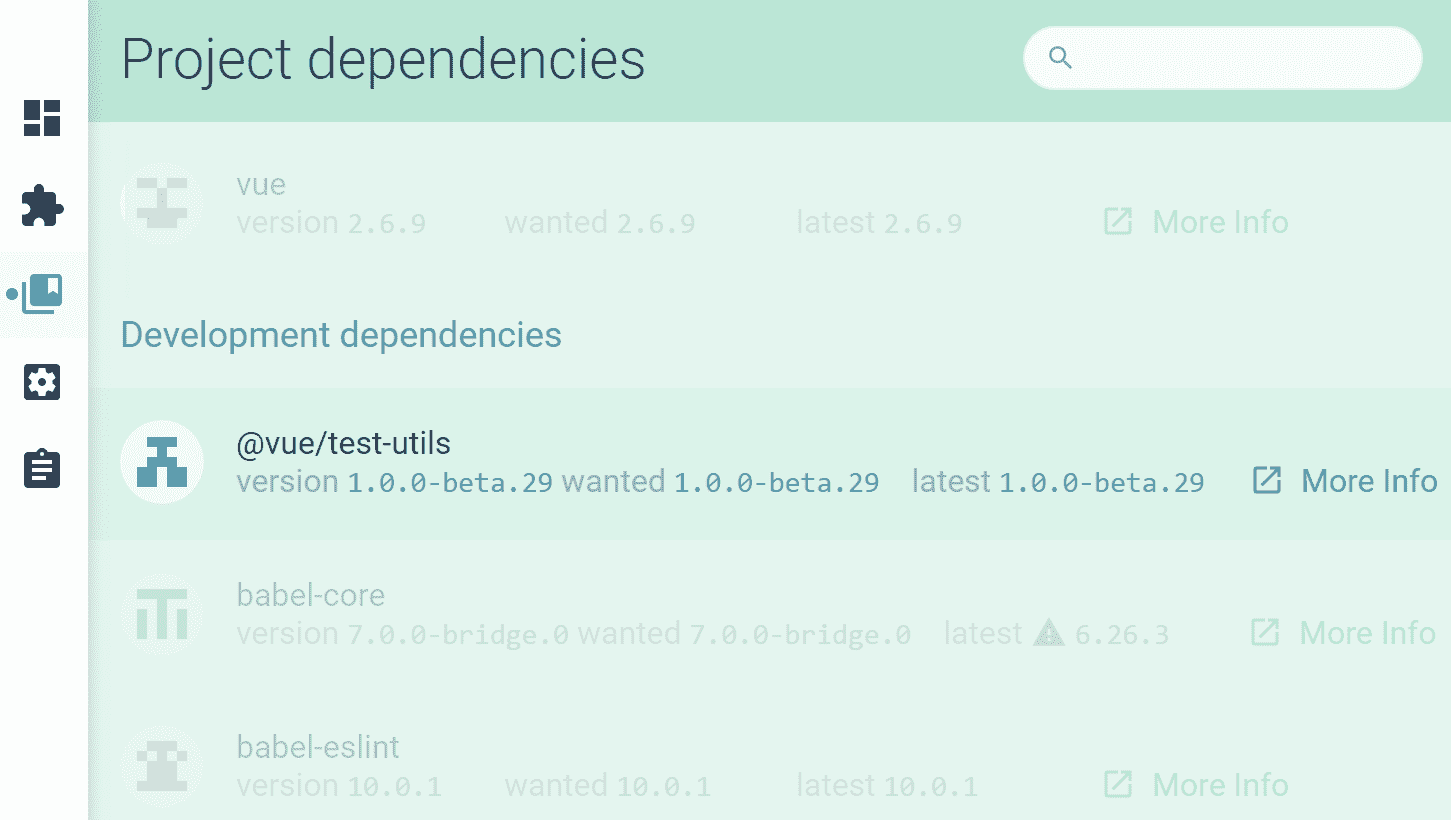 Project dependencies
vue
version 2.6.9 wanted 2.6.9 latest 2.6.9 More Info
Development dependencies
@vue/test-utils
version 1.0.0-beta.29 wanted 1.0.0-beta.29 latest 1.0.0-beta.29 More Info
babel-core
version 7.0.0-bridge.0 wanted 7.0.0-bridge.0 latest 6.26.3 More Info
babel-eslint
version 10.0.1 wanted 10.0.1 latest 10.0.1 More Info